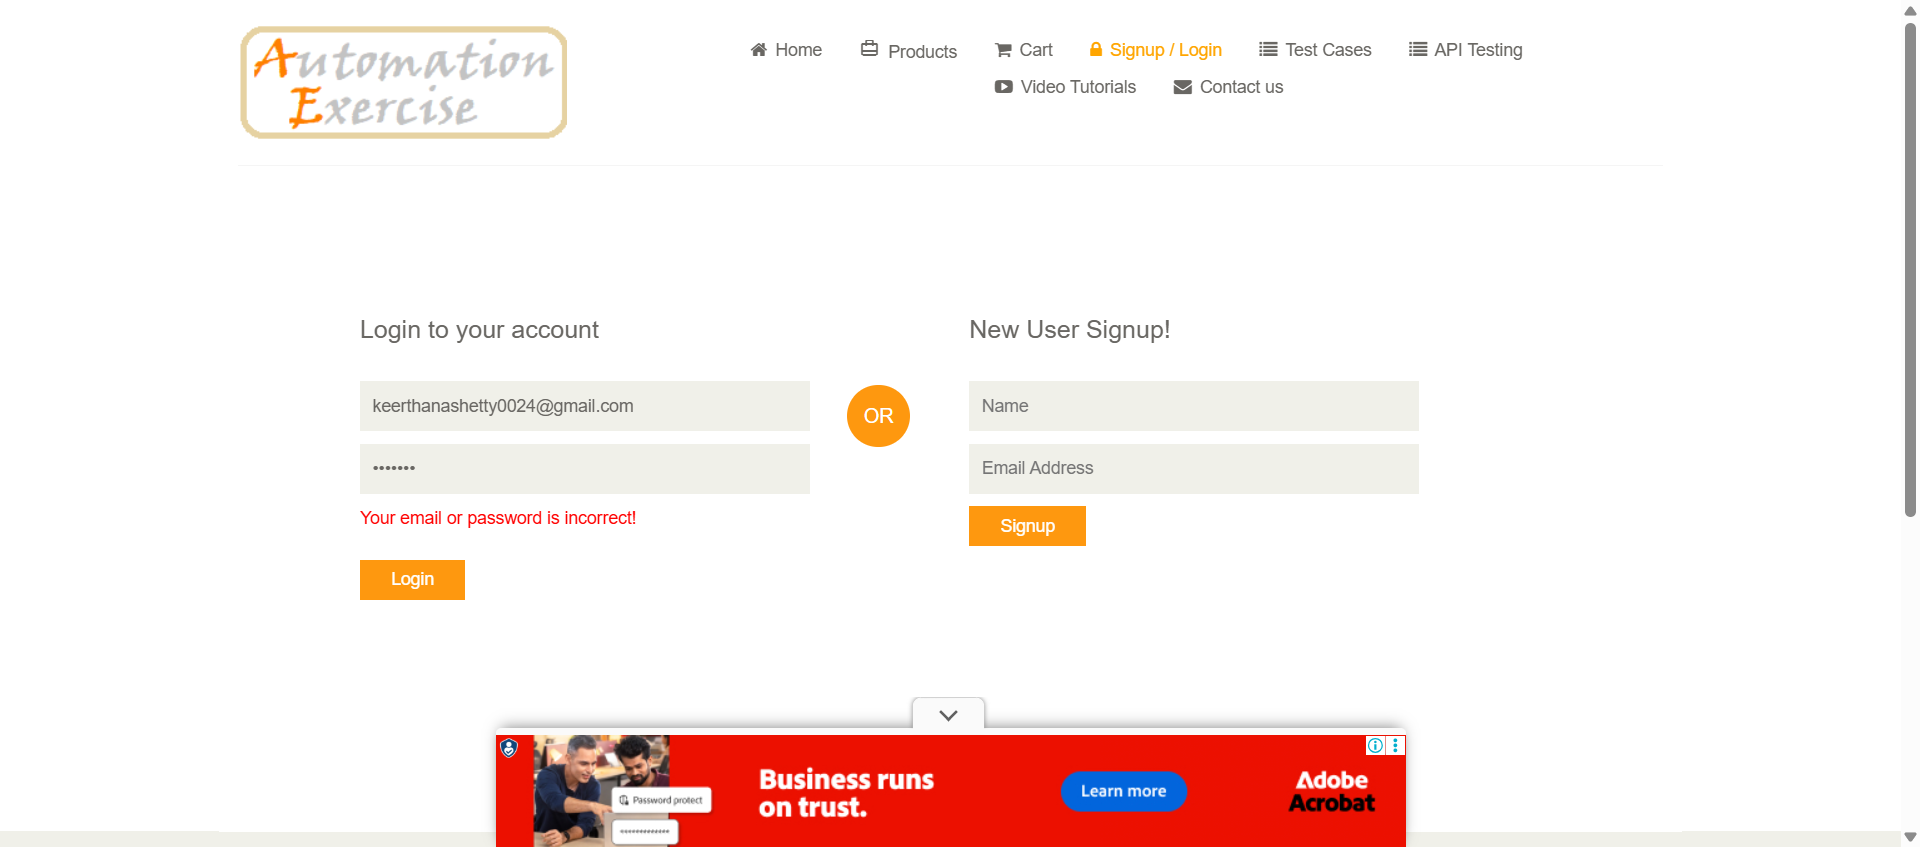 Automation
Exercise
Home
Products
Cart
Signup / Login
Test Cases
API Testing
Video Tutorials
Contact us
Login to your account
New User Signup!
keerthanashetty0024@gmail.com
OR
Name
•••••••
Email Address
Your email or password is incorrect!
Signup
Login
Password protect
Business runs
on trust.
Learn more
Adobe
Acrobat